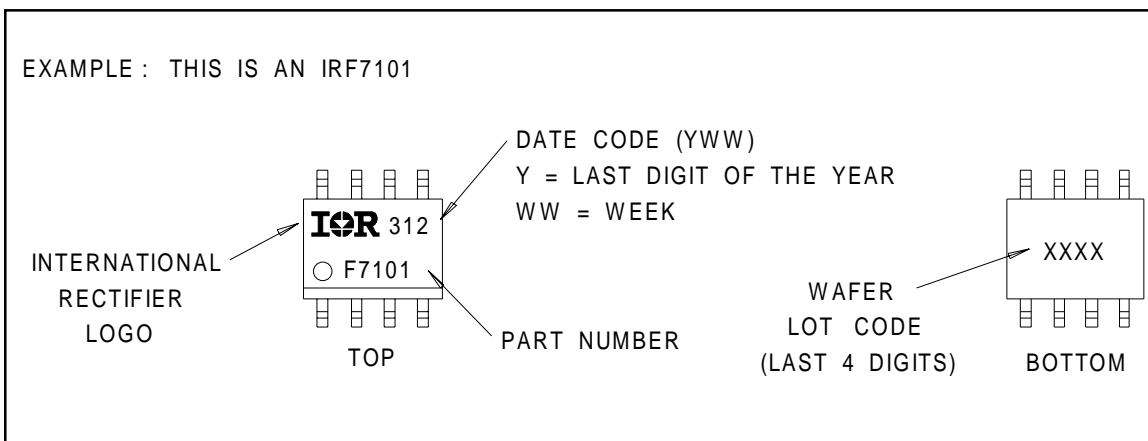 EXAMPLE : THIS IS AN IRF7101
DATE CODE (YWW)
Y = LAST DIGIT OF THE YEAR
WW = WEEK
IOR 312
F7101
INTERNATIONAL
RECTIFIER
LOGO
TOP
PART NUMBER
XXXX
WAFER
LOT CODE
(LAST 4 DIGITS)
BOTTOM